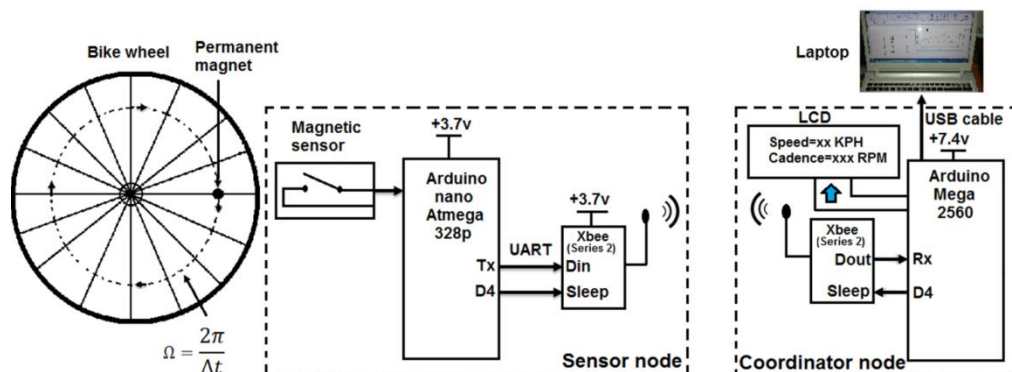 Bike wheel
Permanent
magnet
Ω = 2π
Δt
Magnetic
sensor
+3.7v
Arduino
nano
Atmega
328p
Tx
D4
UART
+3.7v
Xbee
(Series 2)
Din
Sleep
Sensor node
Laptop
USB cable
LCD
Speed=xx KPH
Cadence=xxx RPM
+7.4v
Arduino
Mega
2560
Xbee
(Series 2)
Dout
Sleep
Rx
D4
Coordinator node